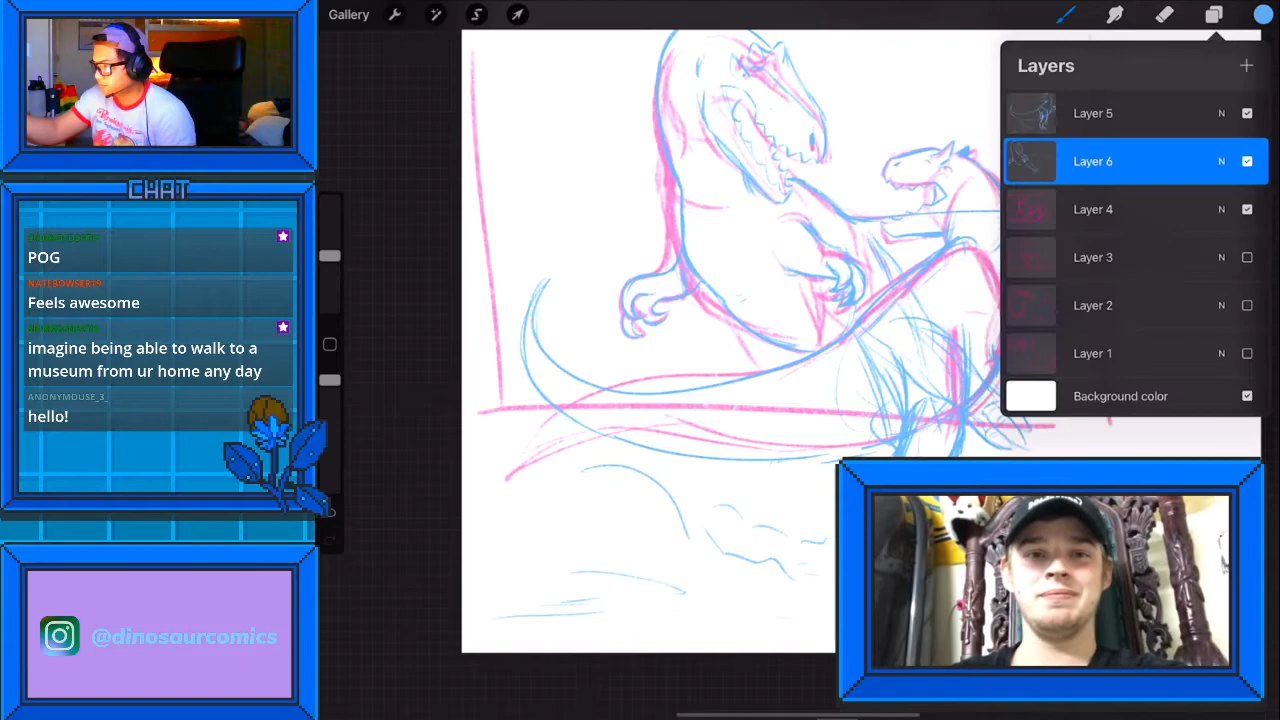 Gallery
Layers
Layer 5 N
Layer 6 N
Layer 4 N
Layer 3 N
Layer 2 N
Layer 1 N
Background color
CHAT
POG
NATEBOWSER19
Feels awesome
imagine being able to walk to a
museum from ur home any day
ANONYMOUSE_3_
hello!
@dinosaurcomics